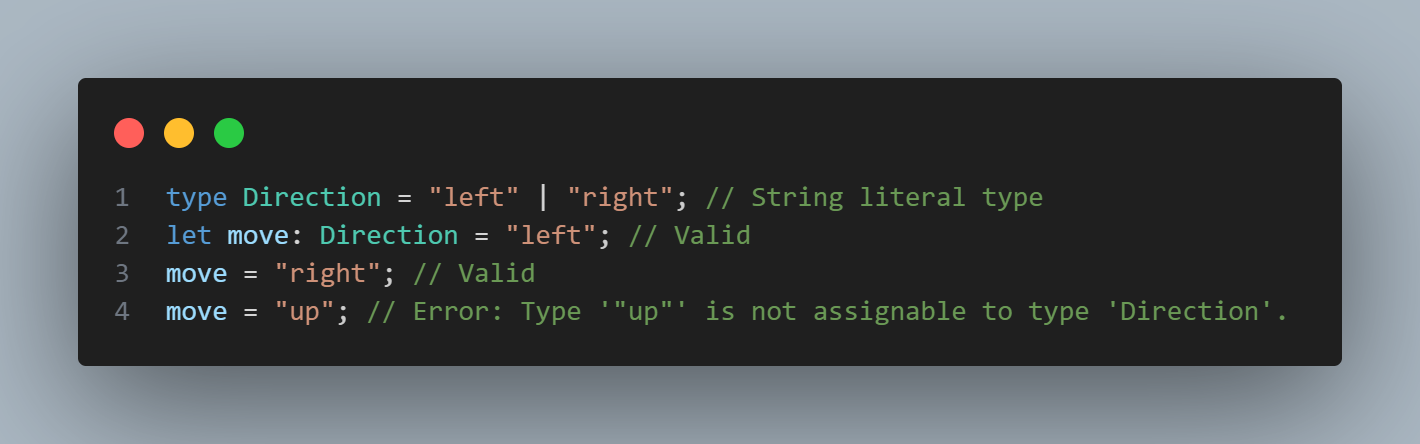 1 type Direction = "left" | "right"; // String literal type
2 let move: Direction = "left"; // Valid
3 move = "right"; // Valid
4 move = "up"; // Error: Type '"up"' is not assignable to type 'Direction'.